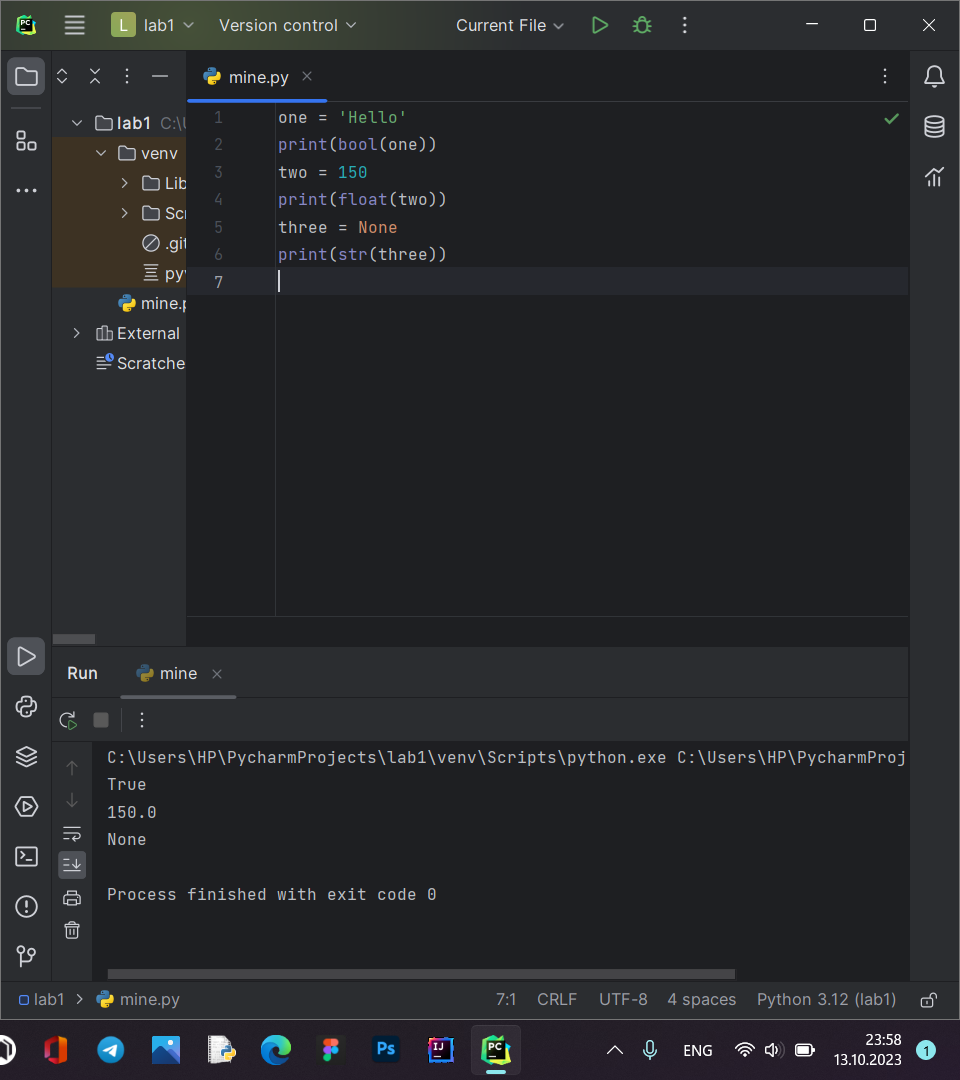 L lab1 Version control Current File
mine.py
lab1 C:\U
venv
Lib
Scr
.git
pyv
mine.p
External
Scratche
1 one = 'Hello'
2 print(bool(one))
3 two = 150
4 print(float(two))
5 three = None
6 print(str(three))
7
Run mine
C:\Users\HP\PycharmProjects\lab1\venv\Scripts\python.exe C:\Users\HP\PycharmProj
True
150.0
None
Process finished with exit code 0
lab1 > mine.py 7:1 CRLF UTF-8 4 spaces Python 3.12 (lab1)
Ps IJ PC ENG 23:58
13.10.2023 1